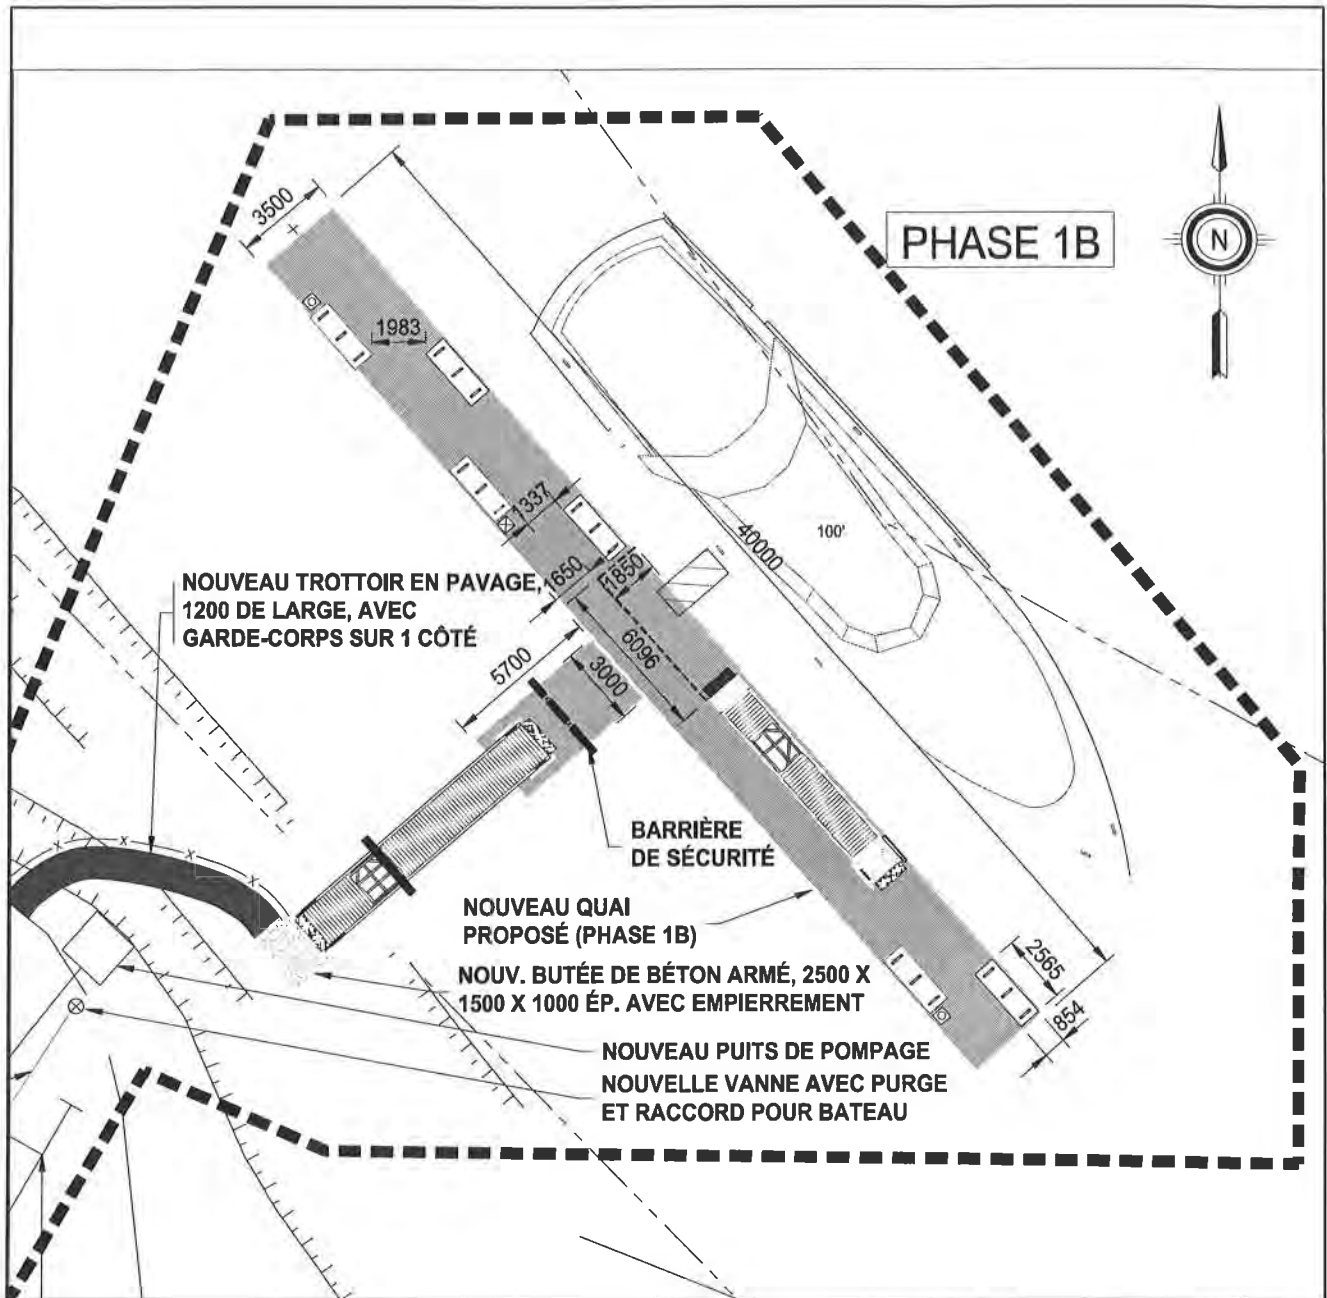 PHASE 1B
N
3500
1983
1337
40000
100'
1650
1850
NOUVEAU TROTTOIR EN PAVAGE,
1200 DE LARGE, AVEC
GARDE-CORPS SUR 1 CÔTÉ
6096
5700
3000
BARRIÈRE
DE SÉCURITÉ
NOUVEAU QUAI
PROPOSÉ (PHASE 1B)
2565
854
NOUV. BUTÉE DE BÉTON ARMÉ, 2500 X
1500 X 1000 ÉP. AVEC EMPIERREMENT
NOUVEAU PUITS DE POMPAGE
NOUVELLE VANNE AVEC PURGE
ET RACCORD POUR BATEAU